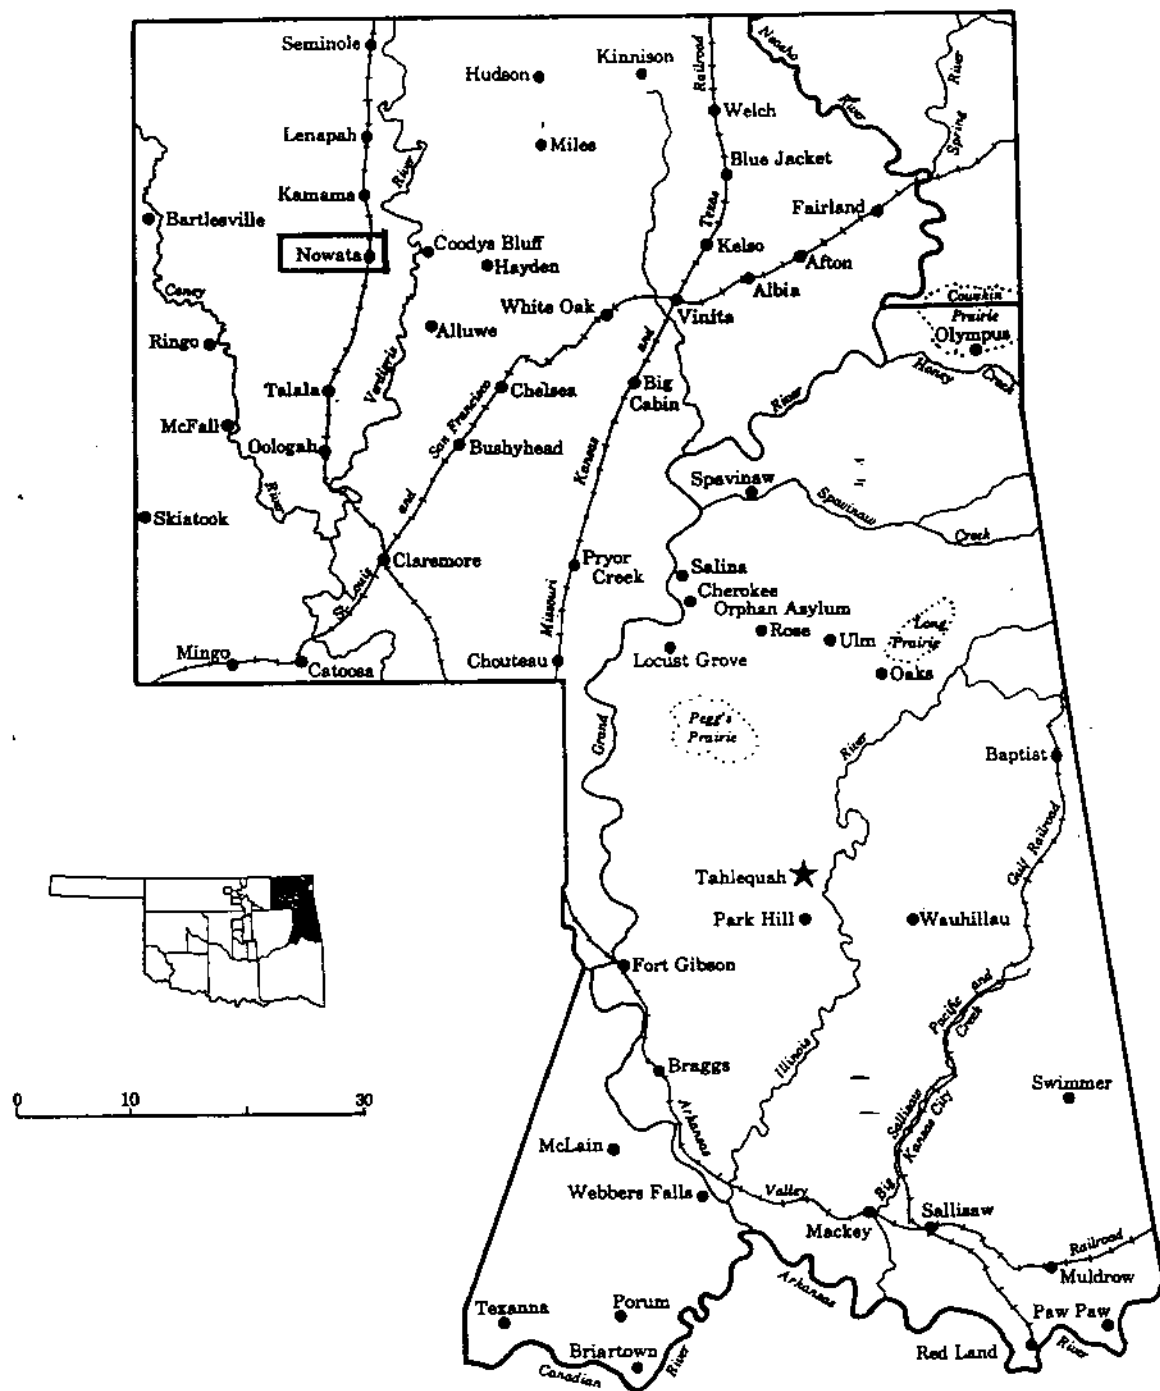 Seminole
Hudson
Kinnison
Railroad
Neosho
River
River
Spring
Welch
Lenapah
Miles
River
Blue Jacket
Kamama
Texas
Fairland
Bartlesville
Nowata
Coodys Bluff
Hayden
Kelso
Afton
Albia
Caney
White Oak
Vinita
Cowskin
Prairie
Olympus
Ringo
Alluwe
Verdigris
and
Honey
Creek
Talala
San Francisco
Chelsea
Big
Cabin
River
McFall
Oologah
Bushyhead
Kansas
Spavinaw
River
and
Spavinaw
Creek
Skiatook
Claremore
Pryor
Creek
Salina
Cherokee
Orphan Asylum
St. Louis
Missouri
Rose
Ulm
Long
Prairie
Mingo
Catoosa
Chouteau
Locust Grove
Oaks
Pegg's
Prairie
Grand
River
Baptist
Gulf Railroad
Tahlequah
Park Hill
Wauhillau
Fort Gibson
Pacific and
Creek
Illinois
Braggs
Swimmer
0 10 30
Arkansas
Sallisaw
Kansas City
McLain
Webbers Falls
Valley
Big
Mackey
Sallisaw
Railroad
Muldrow
Arkansas
Texanna
Porum
Paw Paw
Briartown
River
Red Land
River
Canadian